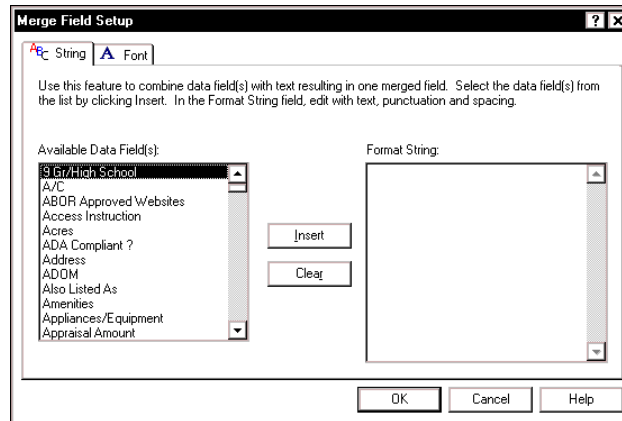 Merge Field Setup
ABC String
A Font
Use this feature to combine data field(s) with text resulting in one merged field. Select the data field(s) from
the list by clicking Insert. In the Format String field, edit with text, punctuation and spacing.
Available Data Field(s):
Format String:
9 Gr/High School
A/C
ABOR Approved Websites
Access Instruction
Acres
ADA Compliant ?
Address
ADOM
Also Listed As
Amenities
Appliances/Equipment
Appraisal Amount
Insert
Clear
OK
Cancel
Help